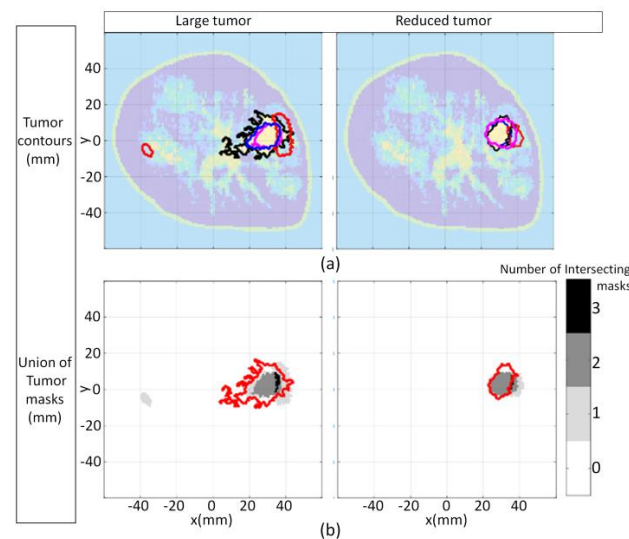 Large tumor
Reduced tumor
Tumor
contours
(mm)
y
40
20
0
-20
-40
(a)
Number of Intersecting
masks
3
2
1
0
Union of
Tumor
masks
(mm)
y
40
20
0
-20
-40
-60
-60 -40 -20 0 20 40
-40 -20 0 20 40
x(mm)
x(mm)
(b)